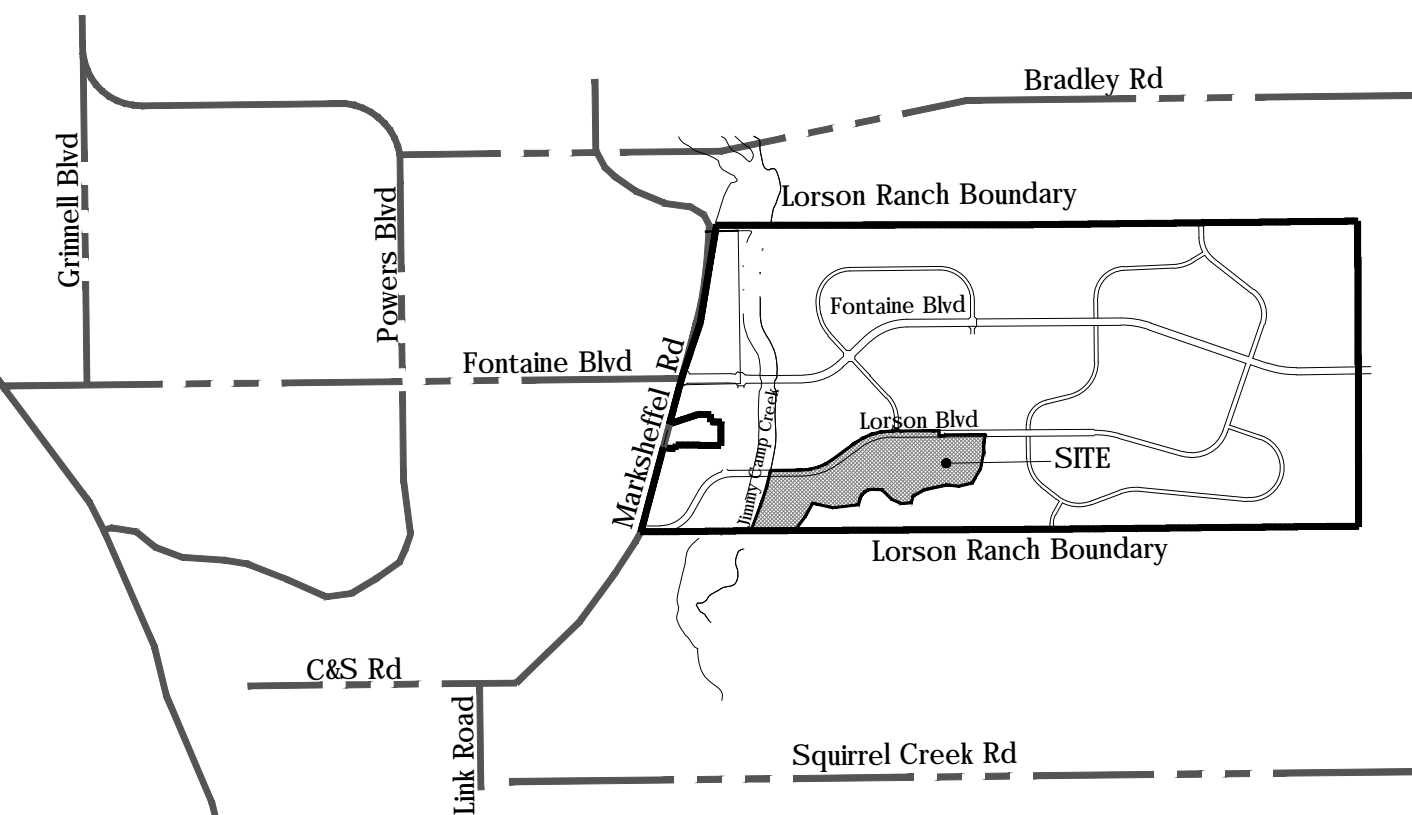 Bradley Rd
Grinnell Blvd
Powers Blvd
Lorson Ranch Boundary
Fontaine Blvd
Fontaine Blvd
Marksheffel Rd
Jimmy Camp Creek
Lorson Blvd
SITE
Lorson Ranch Boundary
C&S Rd
Link Road
Squirrel Creek Rd